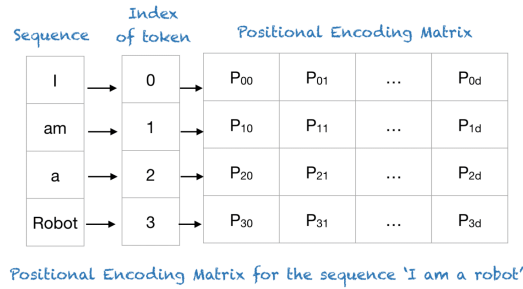 Index
Sequence of token Positional Encoding Matrix
I 0 P00 P01 ... P0d
am 1 P10 P11 ... P1d
a 2 P20 P21 ... P2d
Robot 3 P30 P31 ... P3d
Positional Encoding Matrix for the sequence ‘I am a robot’